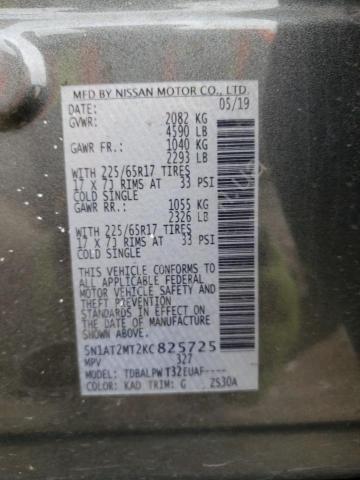 MFD BY NISSAN MOTOR CO., LTD.
DATE: 05/19
GVWR: 2082 KG
4590 LB
GAWR FR.: 1040 KG
2293 LB
WITH 225/65R17 TIRES
17 X 7J RIMS AT 33 PSI
COLD SINGLE
GAWR RR.: 1055 KG
2326 LB
WITH 225/65R17 TIRES
17 X 7J RIMS AT 33 PSI
COLD SINGLE
THIS VEHICLE CONFORMS TO
ALL APPLICABLE FEDERAL
MOTOR VEHICLE SAFETY AND
AND THEFT PREVENTION
STANDARDS IN EFFECT ON
THE DATE OF MANUFACTURE
SHOWN ABOVE.
5N1AT2MT2KC825725
MPV 327
MODEL: TDBALPW T32EUAF----
COLOR: KAD TRIM: G ZS30A